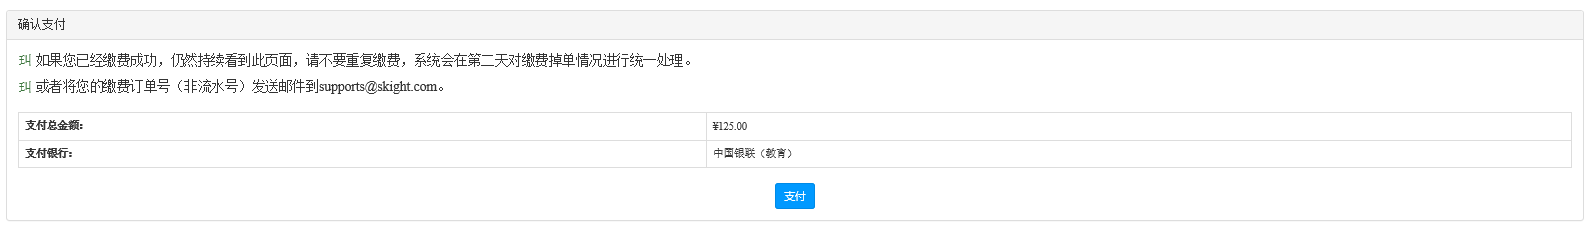 确认支付
玨 如果您已经缴费成功，仍然持续看到此页面，请不要重复缴费，系统会在第二天对缴费掉单情况进行统一处理。
玨 或者将您的缴费订单号（非流水号）发送邮件到supports@skight.com。
支付总金额： ¥125.00
支付银行： 中国银联（教育）
支付